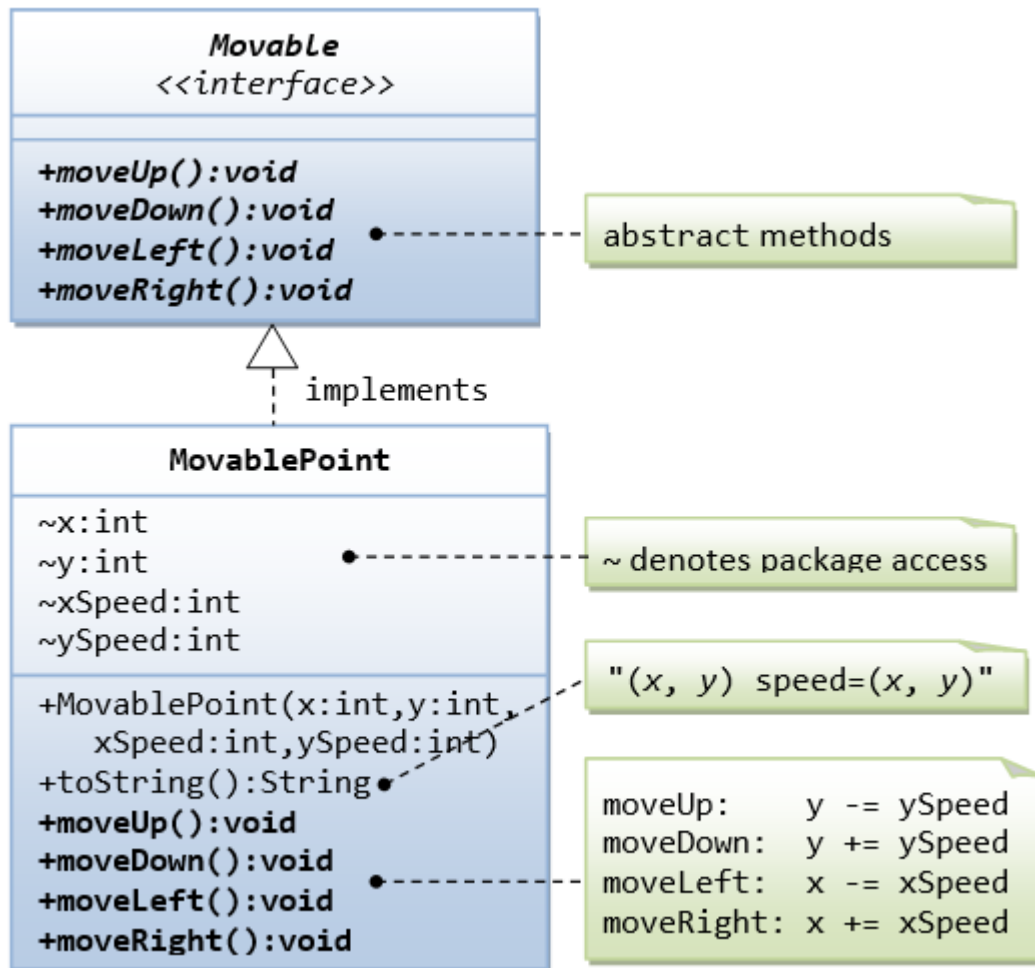 Movable
<<interface>>
+moveUp():void
+moveDown():void
+moveLeft():void
+moveRight():void
abstract methods
implements
MovablePoint
~x:int
~y:int
~xSpeed:int
~ySpeed:int
~ denotes package access
+MovablePoint(x:int,y:int,
xSpeed:int,ySpeed:int)
+toString():String
+moveUp():void
+moveDown():void
+moveLeft():void
+moveRight():void
"(x, y) speed=(x, y)"
moveUp: y -= ySpeed
moveDown: y += ySpeed
moveLeft: x -= xSpeed
moveRight: x += xSpeed